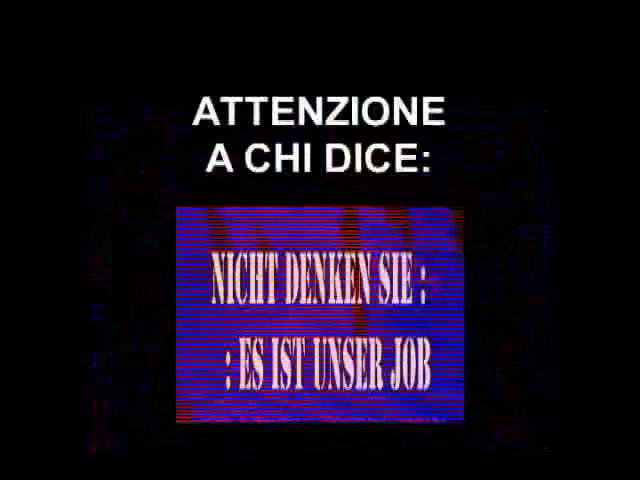 ATTENZIONE
A CHI DICE:
NICHT DENKEN SIE :
: ES IST UNSER JOB